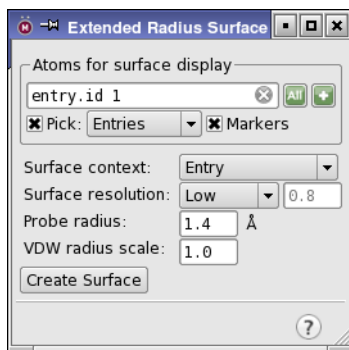 Extended Radius Surface
Atoms for surface display
entry.id 1 All
Pick: Entries Markers
Surface context: Entry
Surface resolution: Low 0.8
Probe radius: 1.4 Å
VDW radius scale: 1.0
Create Surface
?